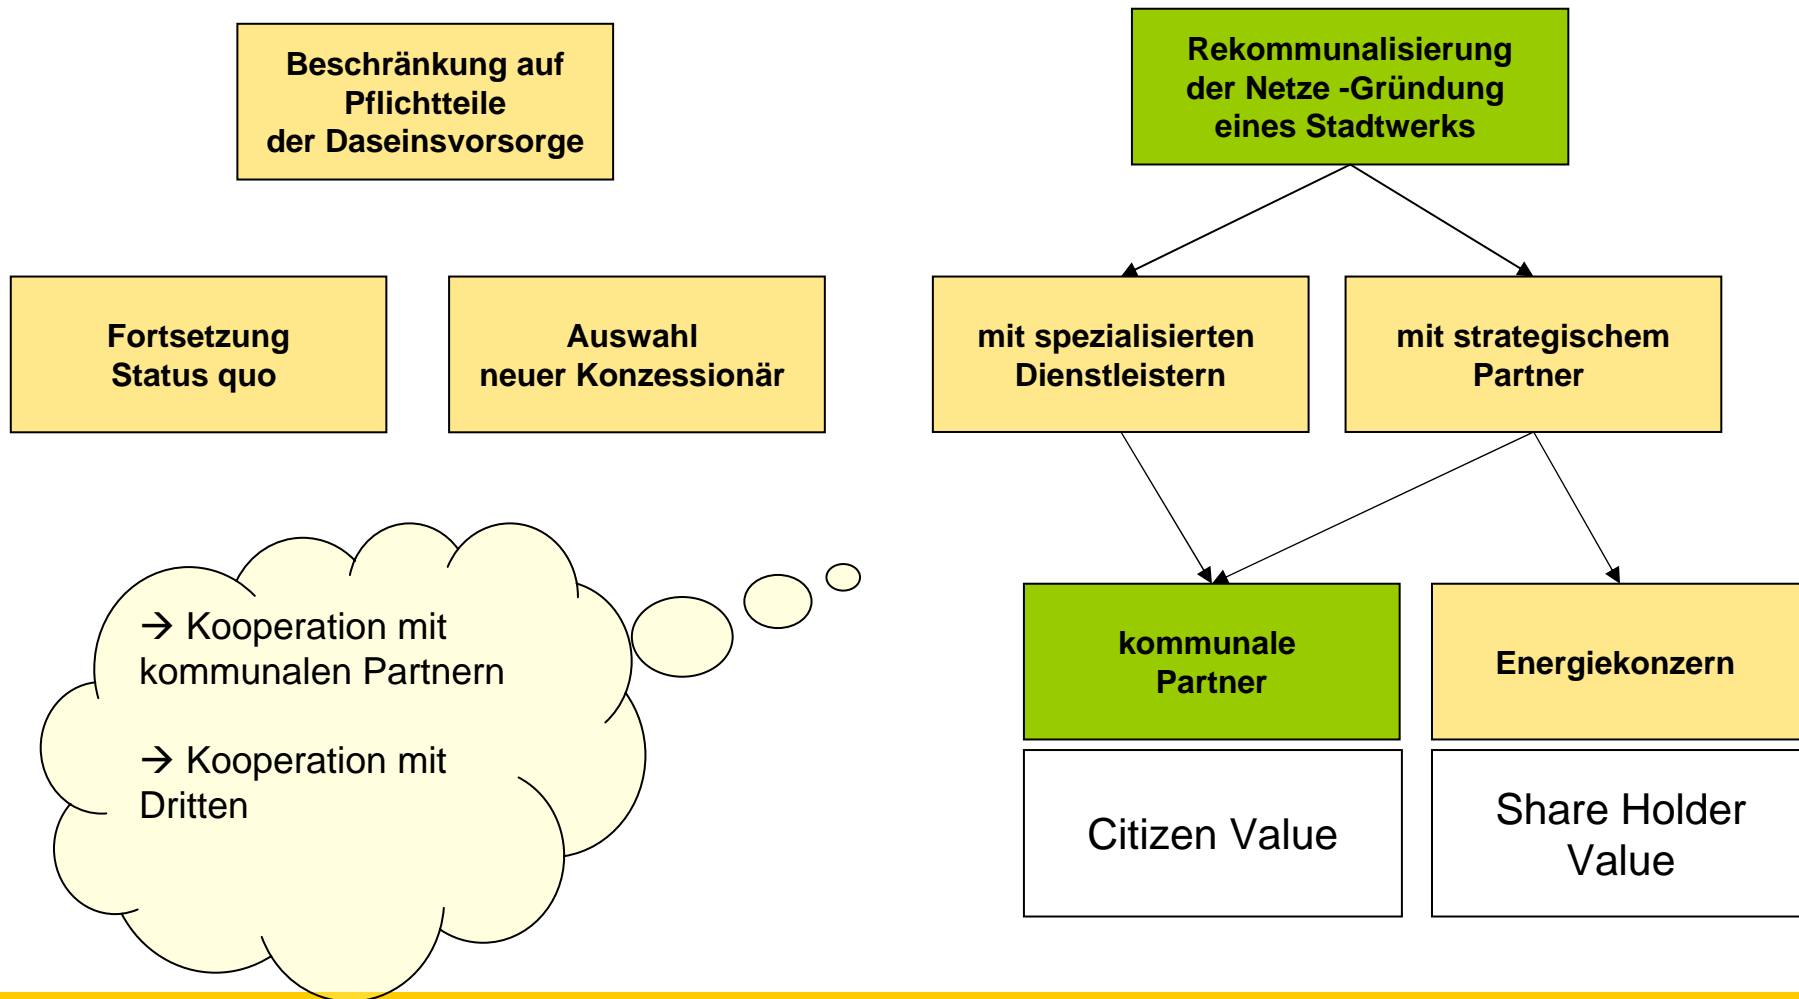 Beschränkung auf
Pflichtteile
der Daseinsvorsorge
Rekommunalisierung
der Netze -Gründung
eines Stadtwerks
Fortsetzung
Status quo
Auswahl
neuer Konzessionär
mit spezialisierten
Dienstleistern
mit strategischem
Partner
→ Kooperation mit
kommunalen Partnern
→ Kooperation mit
Dritten
kommunale
Partner
Energiekonzern
Citizen Value
Share Holder
Value